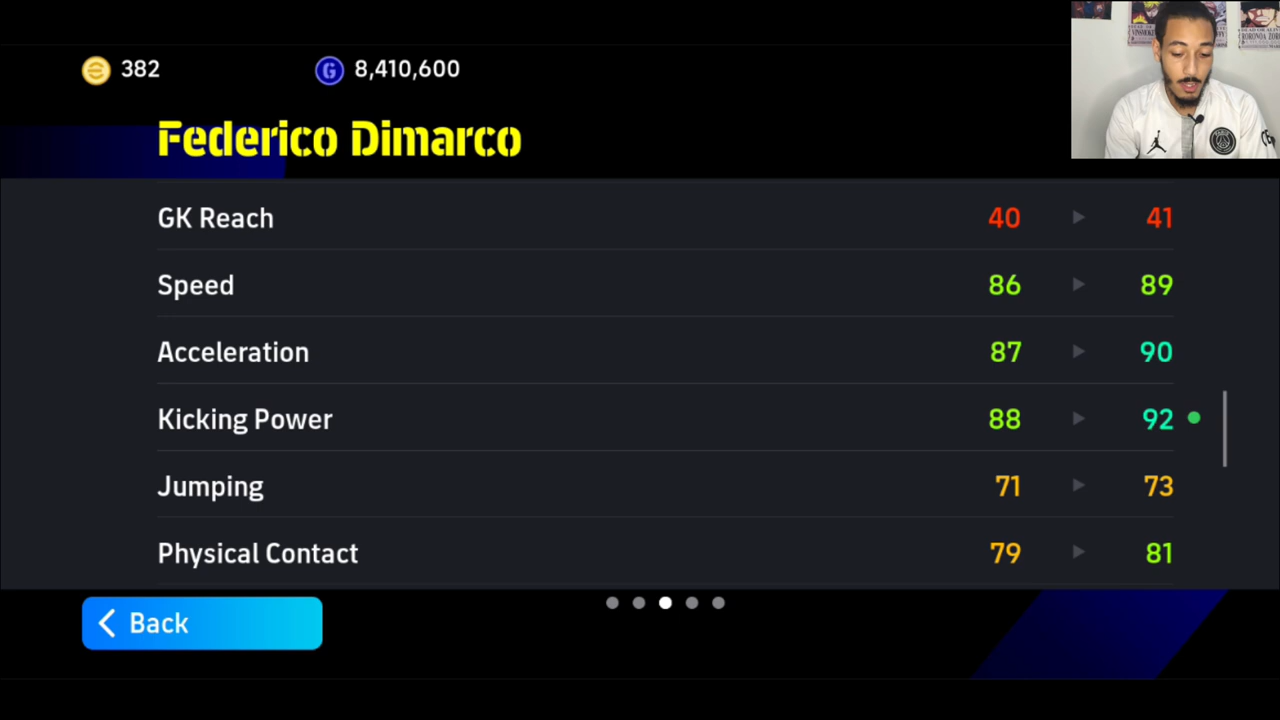 382 8,410,600
Federico Dimarco
GK Reach 40 41
Speed 86 89
Acceleration 87 90
Kicking Power 88 92
Jumping 71 73
Physical Contact 79 81
Back